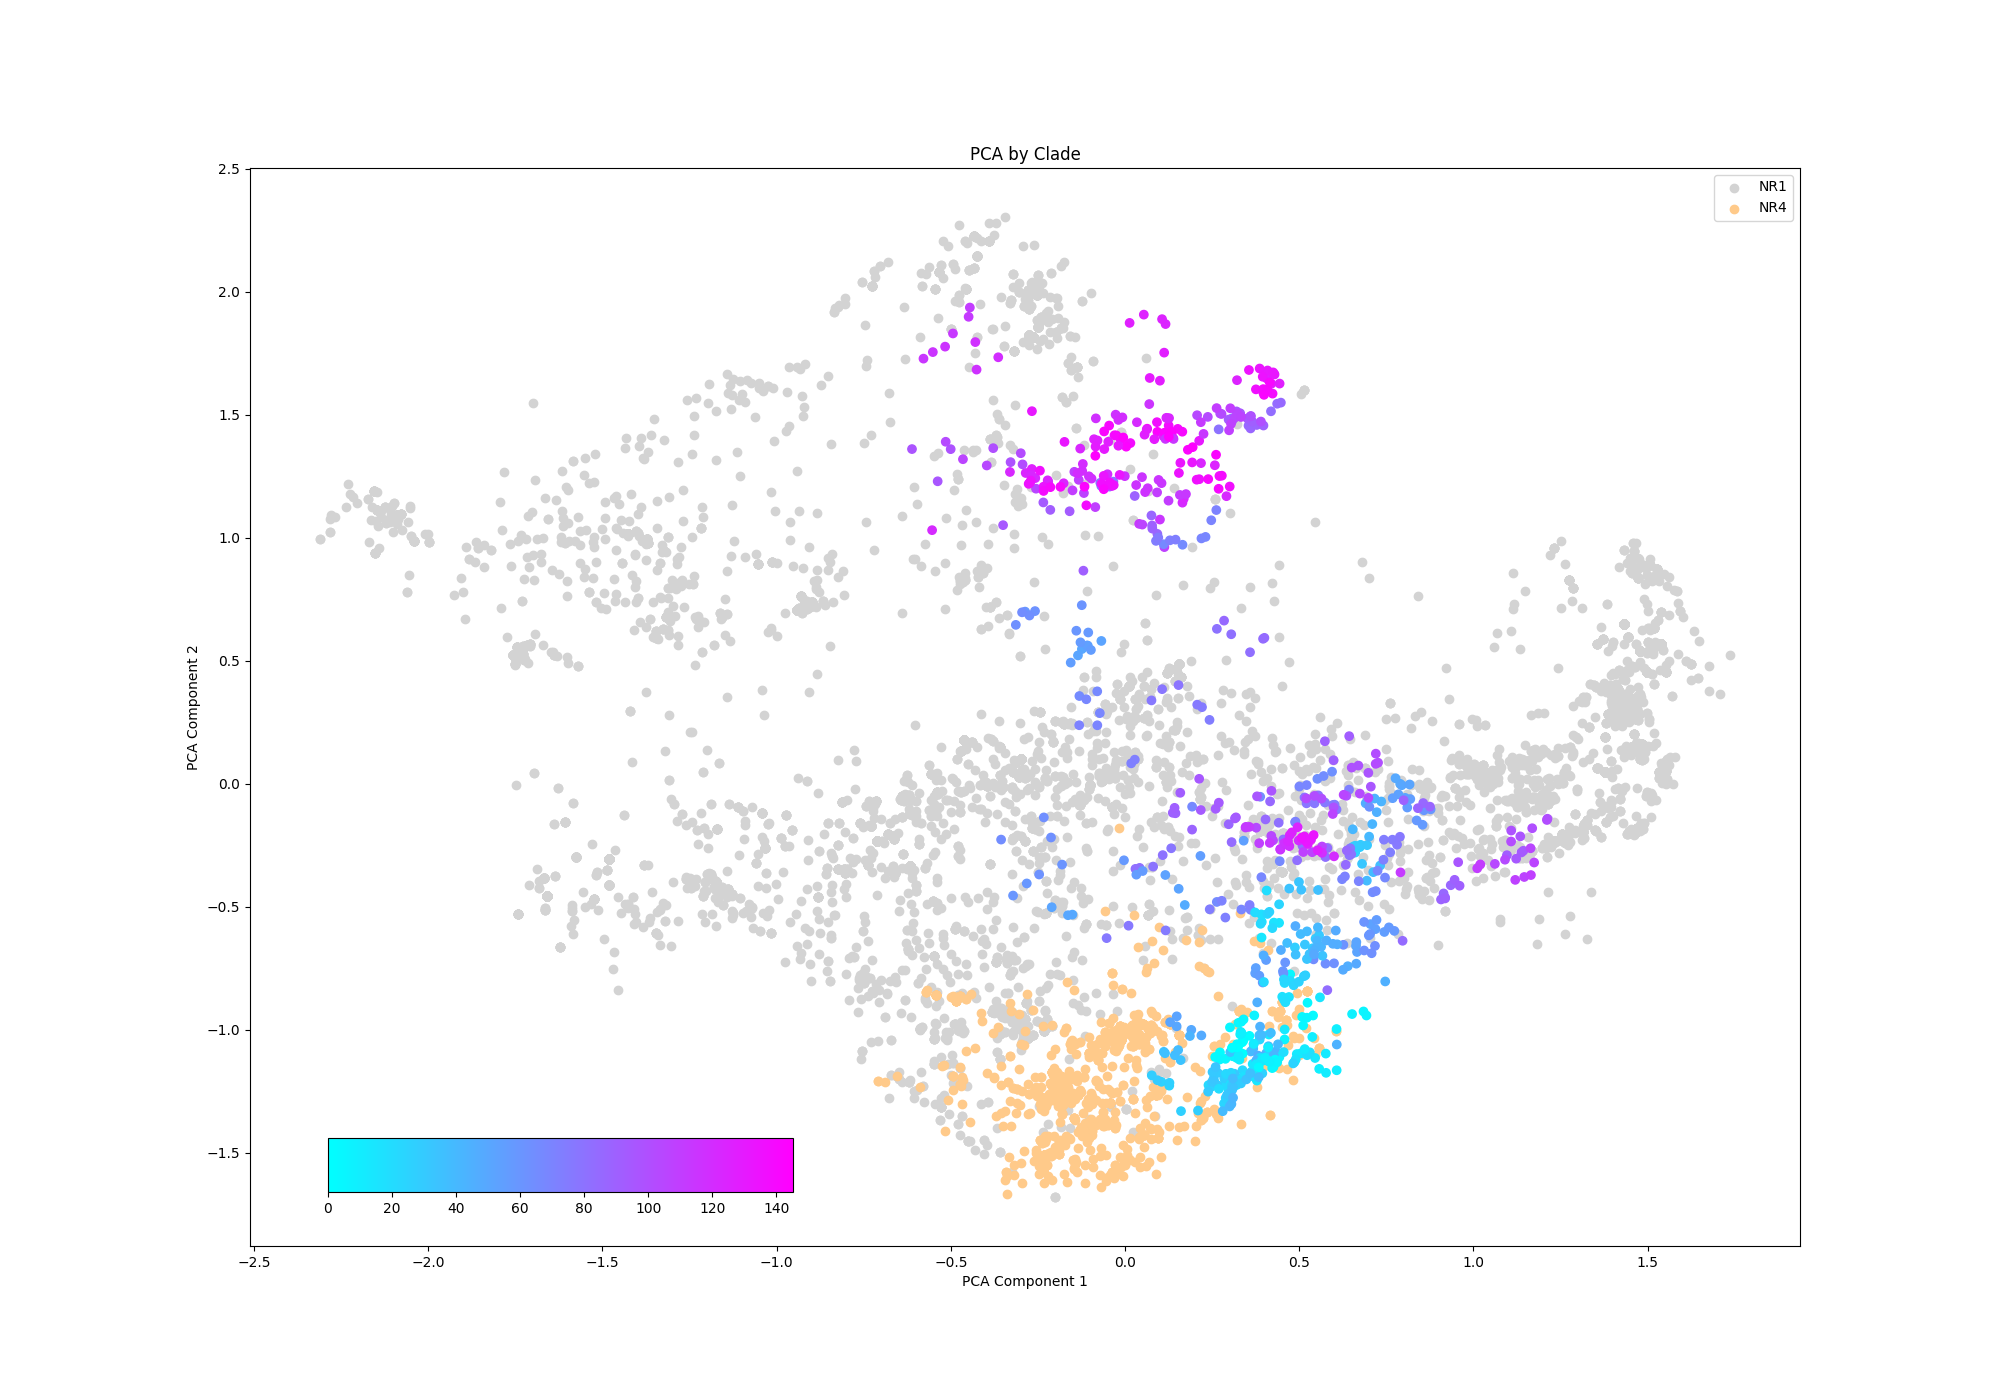 PCA by Clade
NR1
NR4
2.5
2.0
1.5
1.0
0.5
0.0
−0.5
−1.0
−1.5
PCA Component 2
0 20 40 60 80 100 120 140
−2.5 −2.0 −1.5 −1.0 −0.5 0.0 0.5 1.0 1.5
PCA Component 1